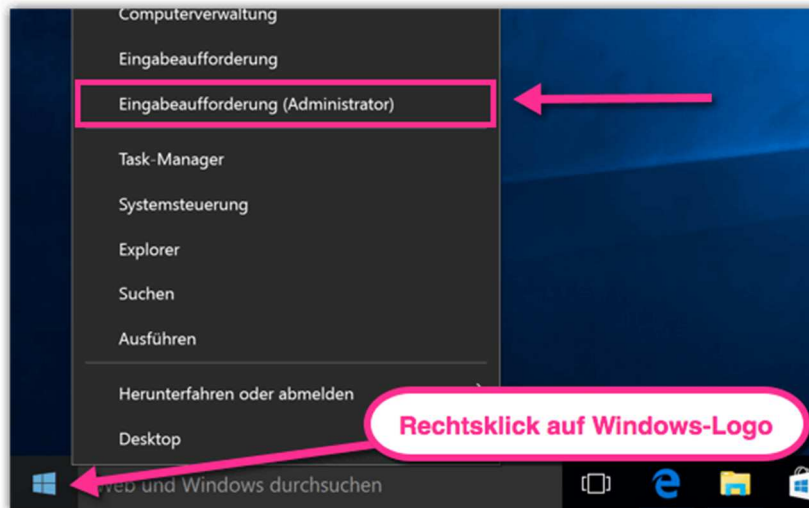 Computerverwaltung
Eingabeaufforderung
Eingabeaufforderung (Administrator)
Task-Manager
Systemsteuerung
Explorer
Suchen
Ausführen
Herunterfahren oder abmelden
Desktop
Rechtsklick auf Windows-Logo
Web und Windows durchsuchen